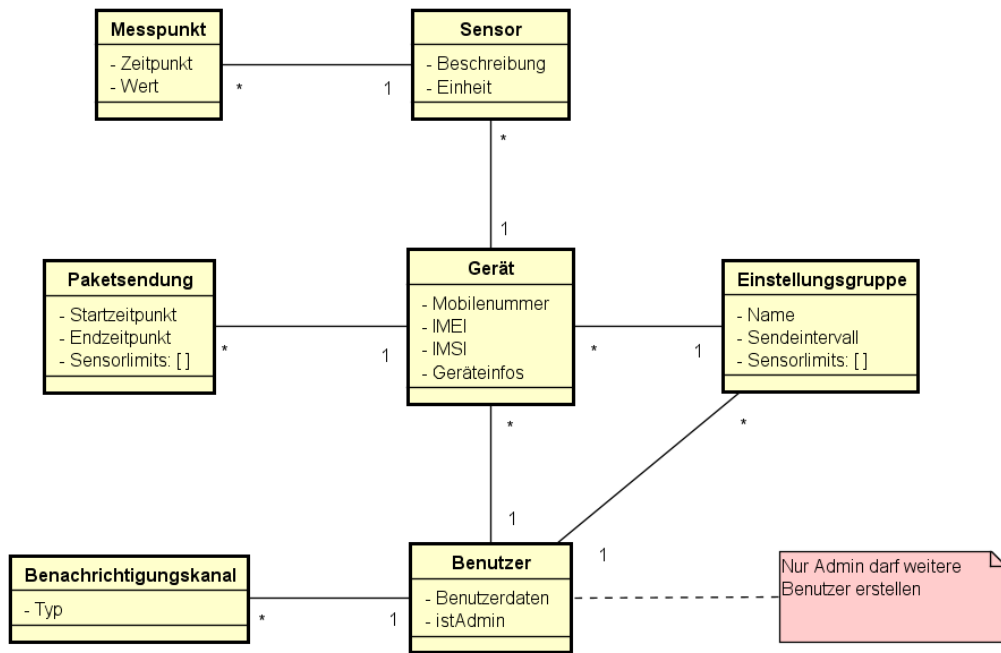 Messpunkt
- Zeitpunkt
- Wert
*
1
Sensor
- Beschreibung
- Einheit
*
1
Paketsendung
- Startzeitpunkt
- Endzeitpunkt
- Sensorlimits: [ ]
*
1
Gerät
- Mobilenummer
- IMEI
- IMSI
- Geräteinfos
*
1
Einstellungsgruppe
- Name
- Sendeintervall
- Sensorlimits: [ ]
*
*
1
1
Benachrichtigungskanal
- Typ
*
1
Benutzer
- Benutzerdaten
- istAdmin
Nur Admin darf weitere
Benutzer erstellen